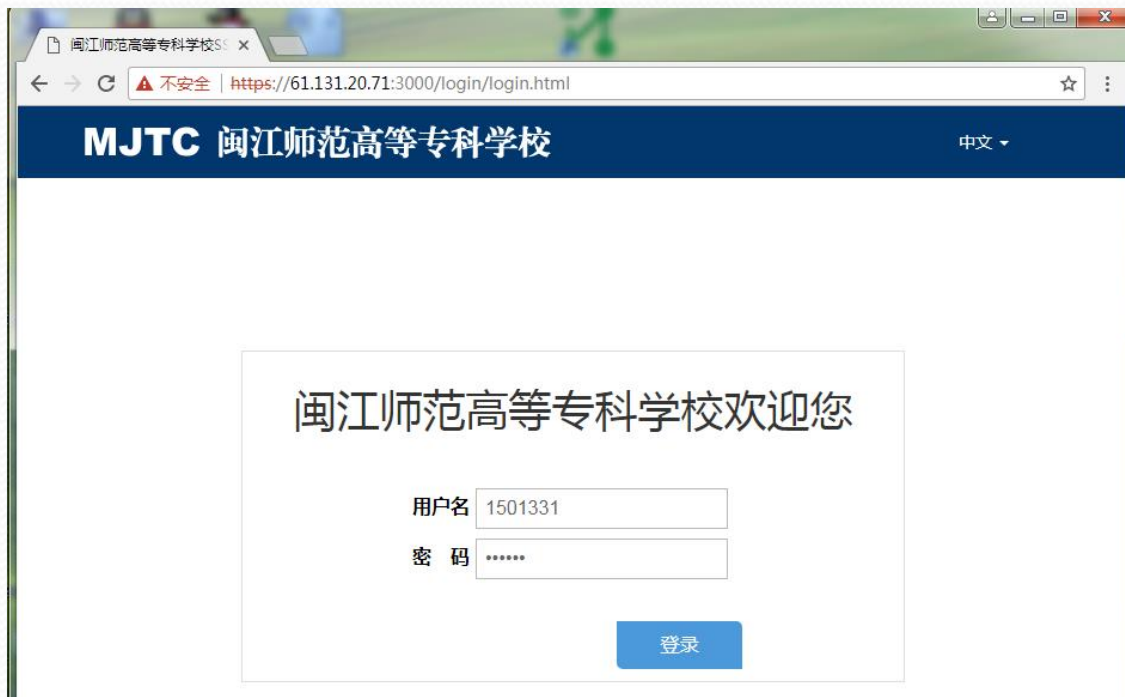 闽江师范高等专科学校SS
不安全 | https://61.131.20.71:3000/login/login.html
MJTC 闽江师范高等专科学校
中文
闽江师范高等专科学校欢迎您
用户名 1501331
密 码 ••••••
登录